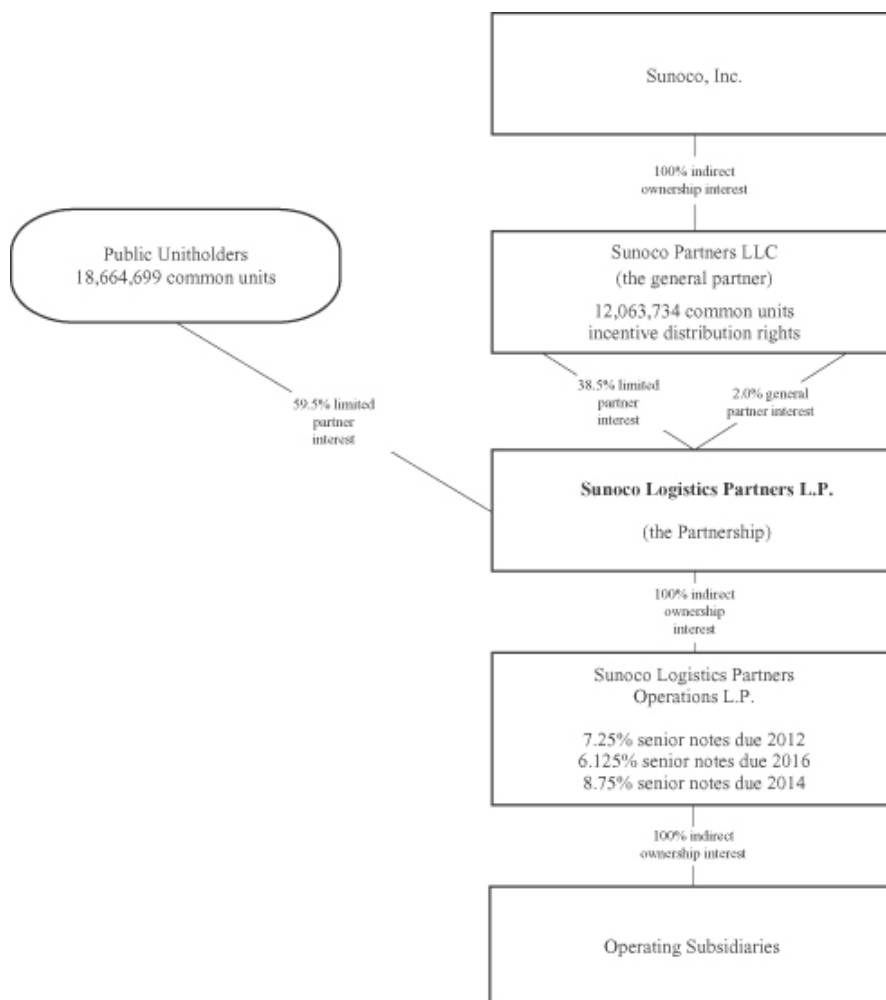 Sunoco, Inc.
100% indirect
ownership interest
Public Unitholders
18,664,699 common units
Sunoco Partners LLC
(the general partner)
12,063,734 common units
incentive distribution rights
59.5% limited
partner
interest
38.5% limited
partner
interest
2.0% general
partner interest
Sunoco Logistics Partners L.P.
(the Partnership)
100% indirect
ownership
interest
Sunoco Logistics Partners
Operations L.P.
7.25% senior notes due 2012
6.125% senior notes due 2016
8.75% senior notes due 2014
100% indirect
ownership interest
Operating Subsidiaries